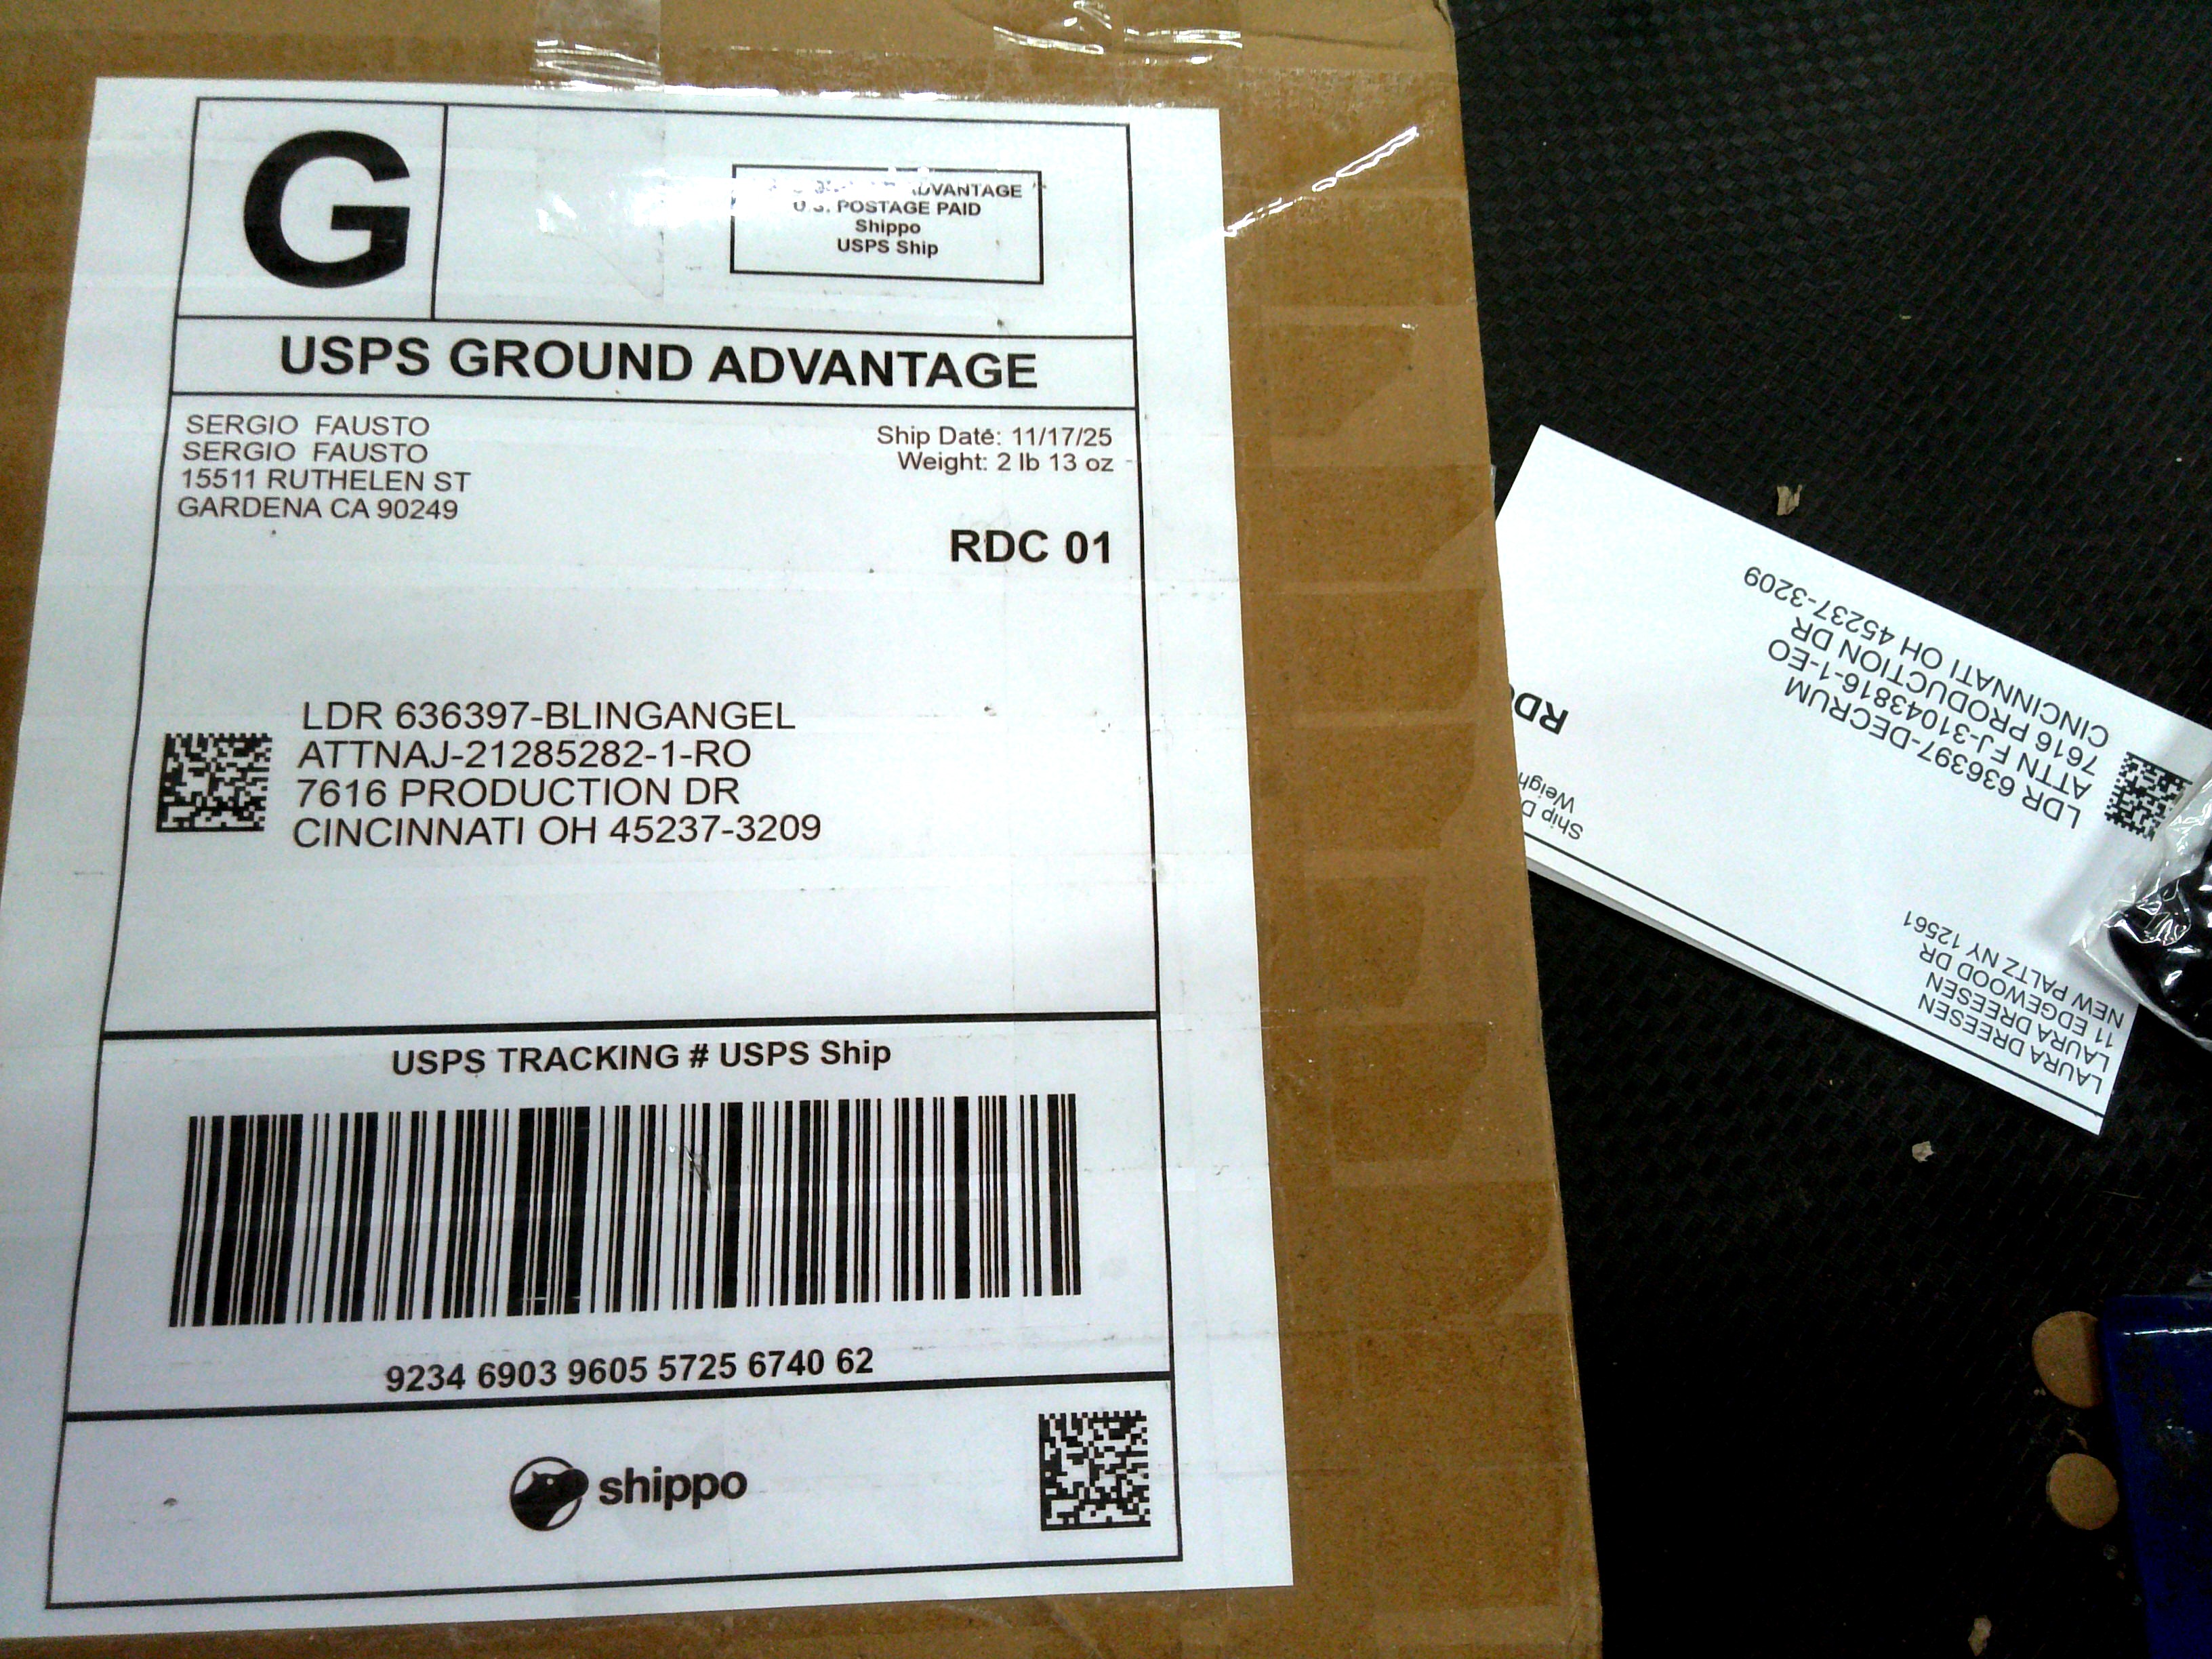 G
ADVANTAGE
U.S. POSTAGE PAID
Shippo
USPS Ship
USPS GROUND ADVANTAGE
SERGIO FAUSTO
SERGIO FAUSTO
15511 RUTHELEN ST
GARDENA CA 90249
Ship Date: 11/17/25
Weight: 2 lb 13 oz
RDC 01
LDR 636397-BLINGANGEL
ATTNAJ-21285282-1-RO
7616 PRODUCTION DR
CINCINNATI OH 45237-3209
USPS TRACKING # USPS Ship
9234 6903 9605 5725 6740 62
shippo
LAURA DREESEN
LAURA DREESEN
11 EDGEWOOD DR
NEW PALTZ NY 12561
Ship
LDR 636397-DECRUM
ATTN FJ-31043816-1-EO
7616 PRODUCTION DR
CINCINNATI OH 45237-3209